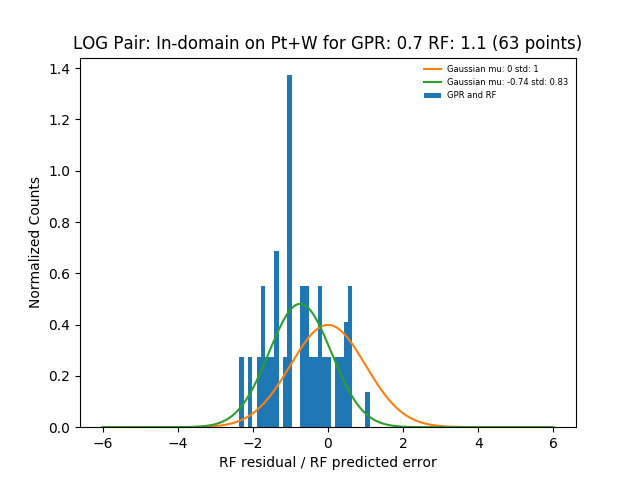 LOG Pair: In-domain on Pt+W for GPR: 0.7 RF: 1.1 (63 points)
Gaussian mu: 0 std: 1
Gaussian mu: -0.74 std: 0.83
GPR and RF
Normalized Counts
1.4
1.2
1.0
0.8
0.6
0.4
0.2
0.0
−6 −4 −2 0 2 4 6
RF residual / RF predicted error